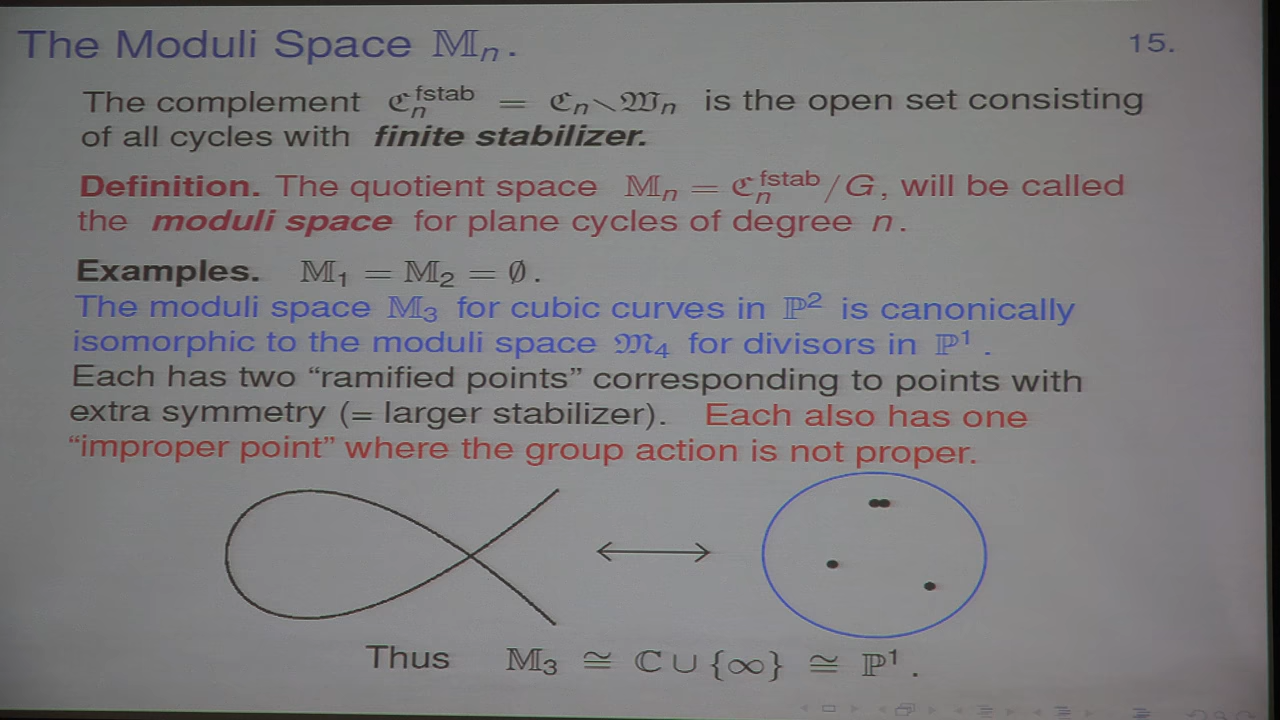 The Moduli Space 𝕄ₙ. 15.
The complement ℭₙ^fstab = ℭₙ∖𝔚ₙ is the open set consisting
of all cycles with finite stabilizer.
Definition. The quotient space 𝕄ₙ = ℭₙ^fstab/G, will be called
the moduli space for plane cycles of degree n.
Examples. 𝕄₁ = 𝕄₂ = ∅.
The moduli space 𝕄₃ for cubic curves in ℙ² is canonically
isomorphic to the moduli space 𝔐₄ for divisors in ℙ¹.
Each has two “ramified points” corresponding to points with
extra symmetry (= larger stabilizer). Each also has one
“improper point” where the group action is not proper.
Thus 𝕄₃ ≅ ℂ ∪ {∞} ≅ ℙ¹.